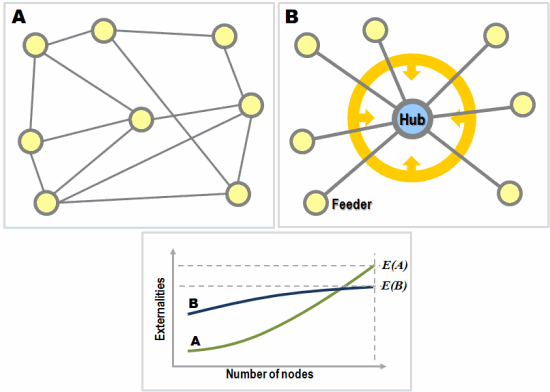 A
B
Hub
Feeder
E(A)
E(B)
B
A
Externalities
Number of nodes